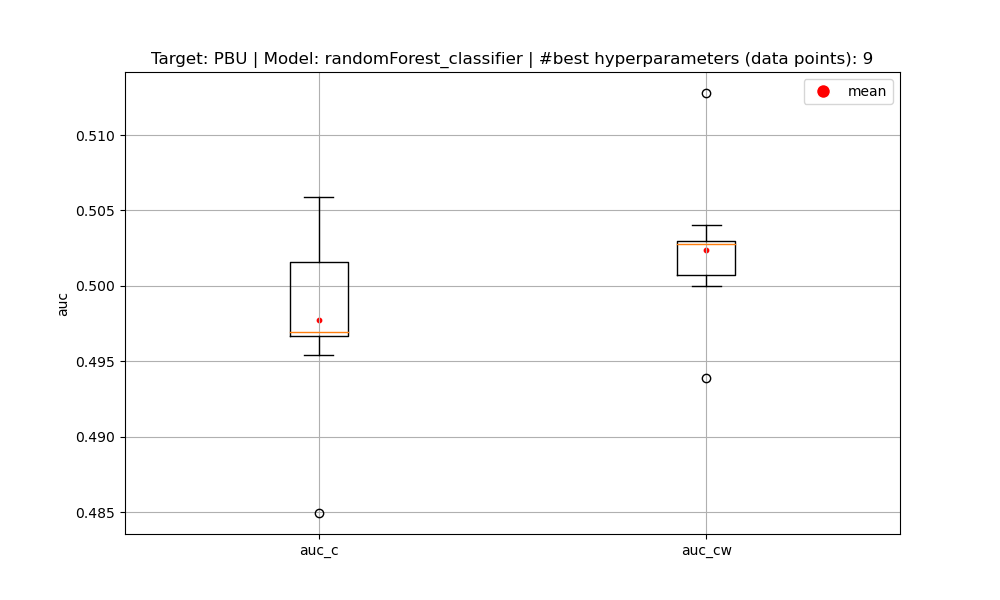 Target: PBU | Model: randomForest_classifier | #best hyperparameters (data points): 9
mean
0.510
0.505
0.500
0.495
0.490
0.485
auc
auc_c
auc_cw